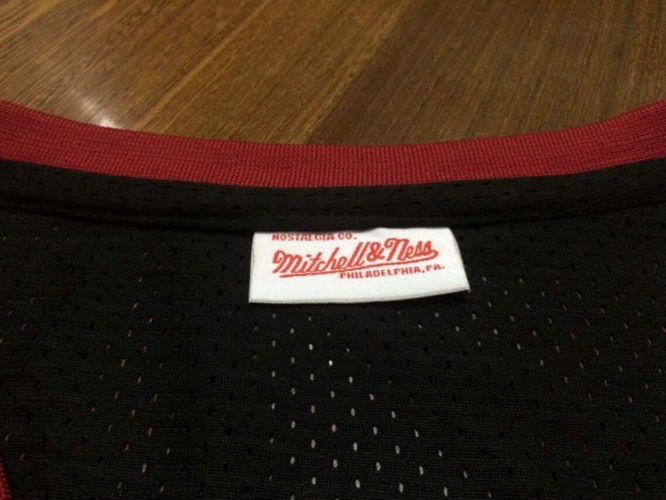 NOSTALGIA CO.
Mitchell & Ness
PHILADELPHIA, PA.